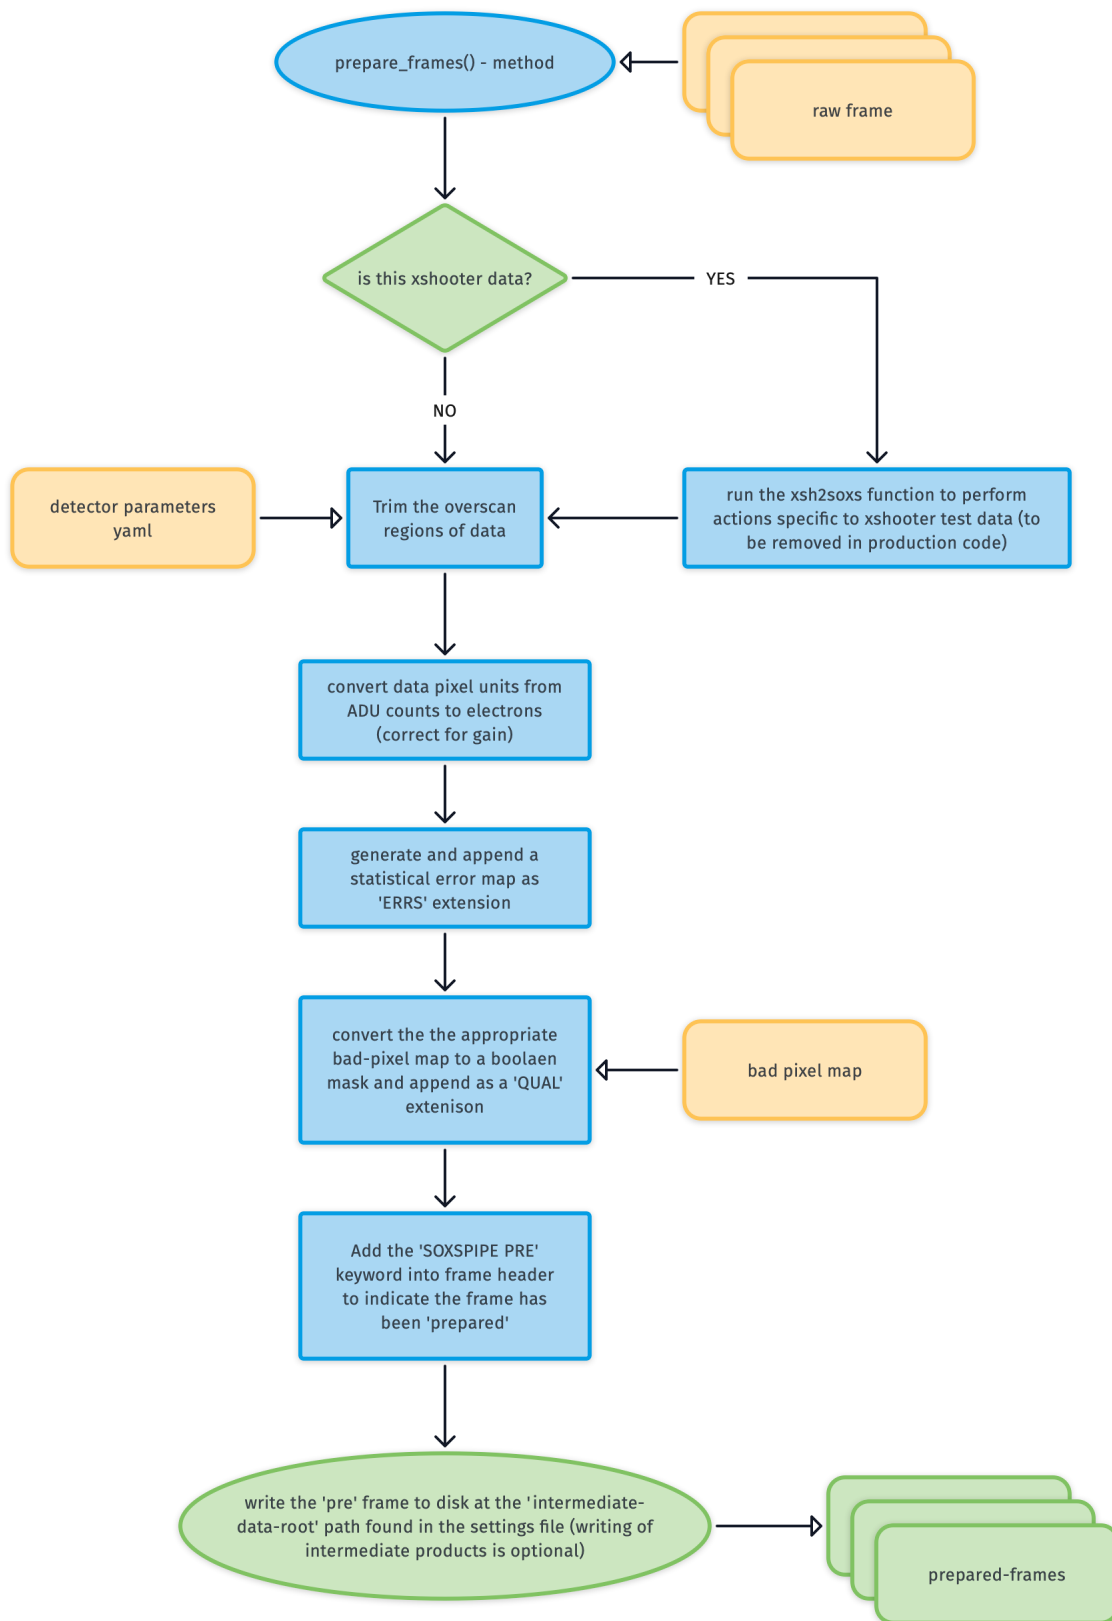 prepare_frames() - method
raw frame
is this xshooter data?
YES
NO
detector parameters
yaml
Trim the overscan
regions of data
run the xsh2soxs function to perform
actions specific to xshooter test data (to
be removed in production code)
convert data pixel units from
ADU counts to electrons
(correct for gain)
generate and append a
statistical error map as
'ERRS' extension
convert the the appropriate
bad-pixel map to a boolaen
mask and append as a 'QUAL'
extenison
bad pixel map
Add the 'SOXSPIPE PRE'
keyword into frame header
to indicate the frame has
been 'prepared'
write the 'pre' frame to disk at the 'intermediate-
data-root' path found in the settings file (writing of
intermediate products is optional)
prepared-frames